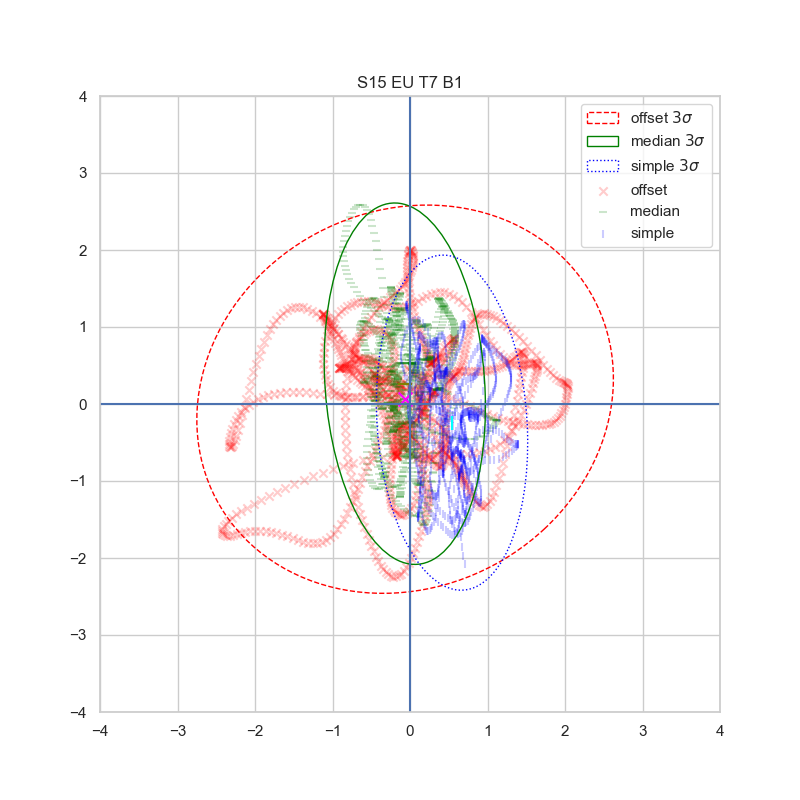 S15 EU T7 B1
4
3
2
1
0
−1
−2
−3
−4
−4
−3
−2
−1
0
1
2
3
4
offset 3σ
median 3σ
simple 3σ
offset
median
simple